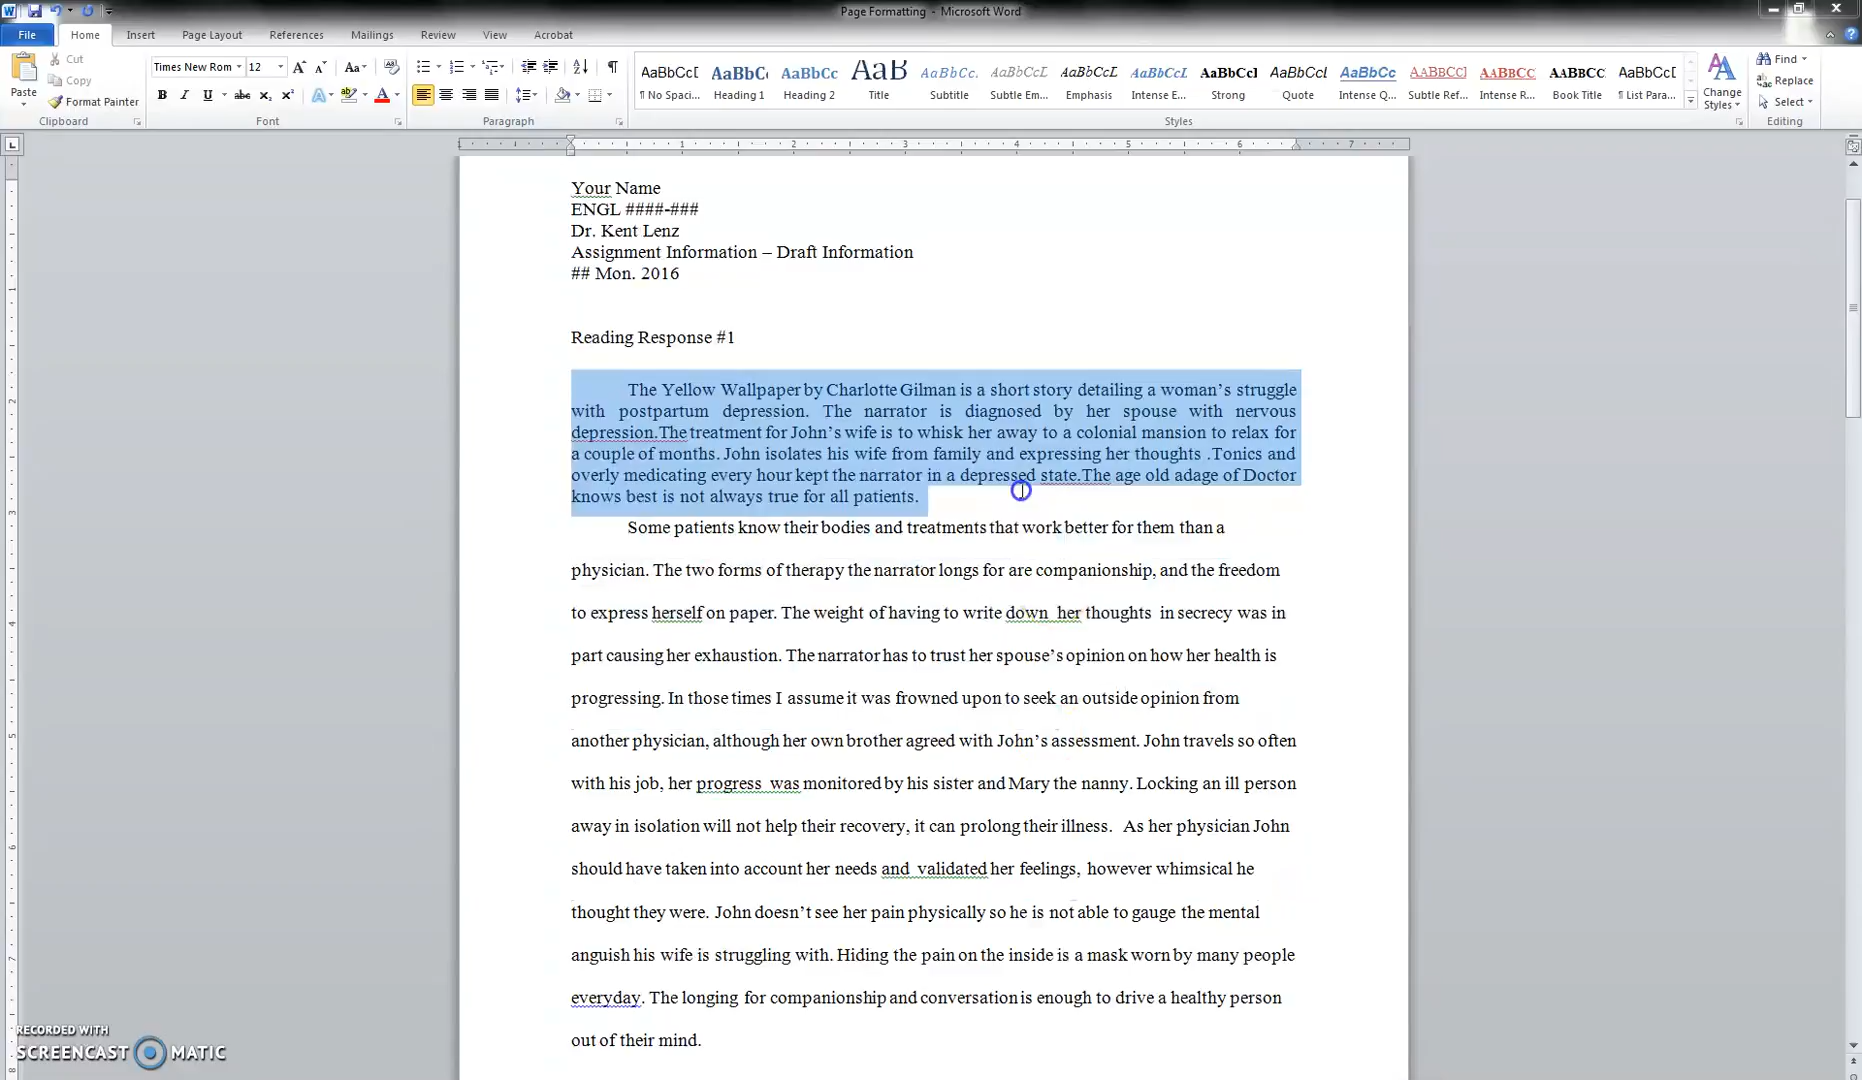 Page Formatting - Microsoft Word
File Home Insert Page Layout References Mailings Review View Acrobat
Paste
Cut
Copy
Format Painter
Clipboard
Times New Rom 12
Font
Paragraph
AaBbCcD AaBbC AaBbCc AaB AaBbCc. AaBbCcL AaBbCcL AaBbCcL AaBbCcI AaBbCcL AaBbCc AABBCCI AABBCCI AABBCC AaBbCcD
¶ No Spaci... Heading 1 Heading 2 Title Subtitle Subtle Em... Emphasis Intense E... Strong Quote Intense Q... Subtle Ref... Intense R... Book Title ¶ List Para...
Styles
Change Styles
Find
Replace
Select
Editing
1 1 2 3 4 5 6 7
Your Name
ENGL ####-###
Dr. Kent Lenz
Assignment Information – Draft Information
## Mon. 2016
Reading Response #1
The Yellow Wallpaper by Charlotte Gilman is a short story detailing a woman’s struggle
with postpartum depression. The narrator is diagnosed by her spouse with nervous
depression.The treatment for John’s wife is to whisk her away to a colonial mansion to relax for
a couple of months. John isolates his wife from family and expressing her thoughts .Tonics and
overly medicating every hour kept the narrator in a depressed state.The age old adage of Doctor
knows best is not always true for all patients.
Some patients know their bodies and treatments that work better for them than a
physician. The two forms of therapy the narrator longs for are companionship, and the freedom
to express herself on paper. The weight of having to write down  her thoughts  in secrecy was in
part causing her exhaustion. The narrator has to trust her spouse’s opinion on how her health is
progressing. In those times I assume it was frowned upon to seek an outside opinion from
another physician, although her own brother agreed with John’s assessment. John travels so often
with his job, her progress  was monitored by his sister and Mary the nanny. Locking an ill person
away in isolation will not help their recovery, it can prolong their illness.  As her physician John
should have taken into account her needs and  validated her feelings, however whimsical he
thought they were. John doesn’t see her pain physically so he is not able to gauge the mental
anguish his wife is struggling with. Hiding the pain on the inside is a mask worn by many people
everyday. The longing for companionship and conversation is enough to drive a healthy person
out of their mind.
RECORDED WITH
SCREENCAST MATIC